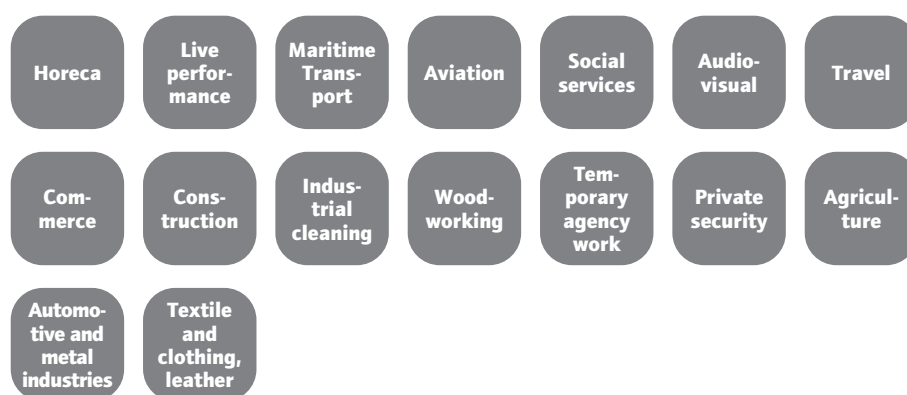 Horeca
Live
perfor-
mance
Maritime
Trans-
port
Aviation
Social
services
Audio-
visual
Travel
Com-
merce
Cons-
truction
Indus-
trial
cleaning
Wood-
working
Tem-
porary
agency
work
Private
security
Agricul-
ture
Automo-
tive and
metal
industries
Textile
and
clothing,
leather